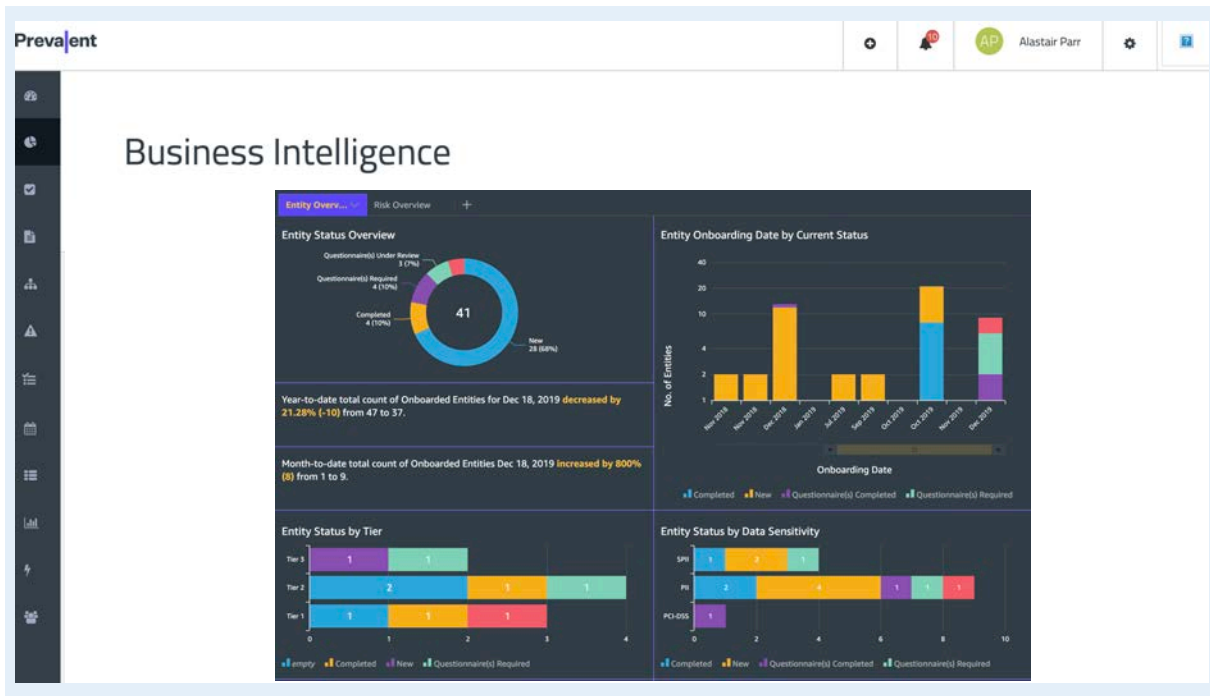 Prevalent
10
AP
Alastair Parr
?
Business Intelligence
Entity Overv...
Risk Overview
+
Entity Status Overview
Questionnaire(s) Under Review
3 (7%)
Questionnaire(s) Required
4 (10%)
Completed
4 (10%)
41
New
28 (68%)
Year-to-date total count of Onboarded Entities for Dec 18, 2019 decreased by
21.28% (-10) from 47 to 37.
Month-to-date total count of Onboarded Entities Dec 18, 2019 increased by 800%
(8) from 1 to 9.
Entity Onboarding Date by Current Status
No. of Entities
40
20
10
4
2
1
Nov 2018
Nov 2018
Dec 2018
Jan 2019
Jul 2019
Sep 2019
Oct 2019
Oct 2019
Nov 2019
Dec 2019
Onboarding Date
Completed New Questionnaire(s) Completed Questionnaire(s) Required
Entity Status by Tier
Tier 3 1 1
Tier 2 2 1 1
Tier 1 1 1 1
0 1 2 3 4
empty Completed New Questionnaire(s) Required
Entity Status by Data Sensitivity
SPII 1 2 1
PII 2 4 1 1 1
PCI-DSS 1
0 2 4 6 8 10
Completed New Questionnaire(s) Completed Questionnaire(s) Required